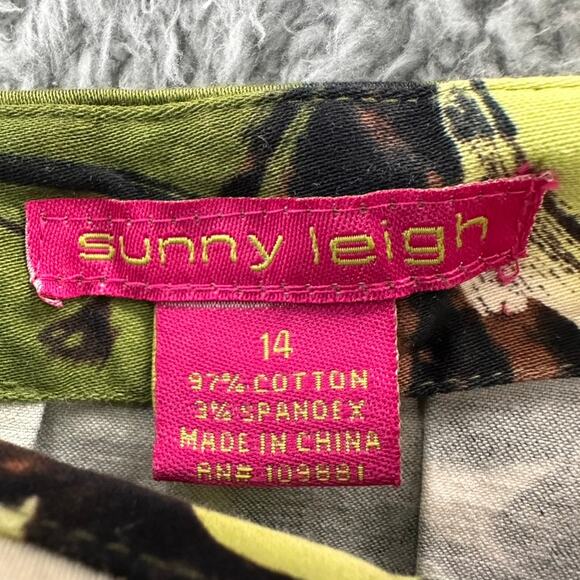 sunny leigh
14
97% COTTON
3% SPANDEX
MADE IN CHINA
RN# 109881